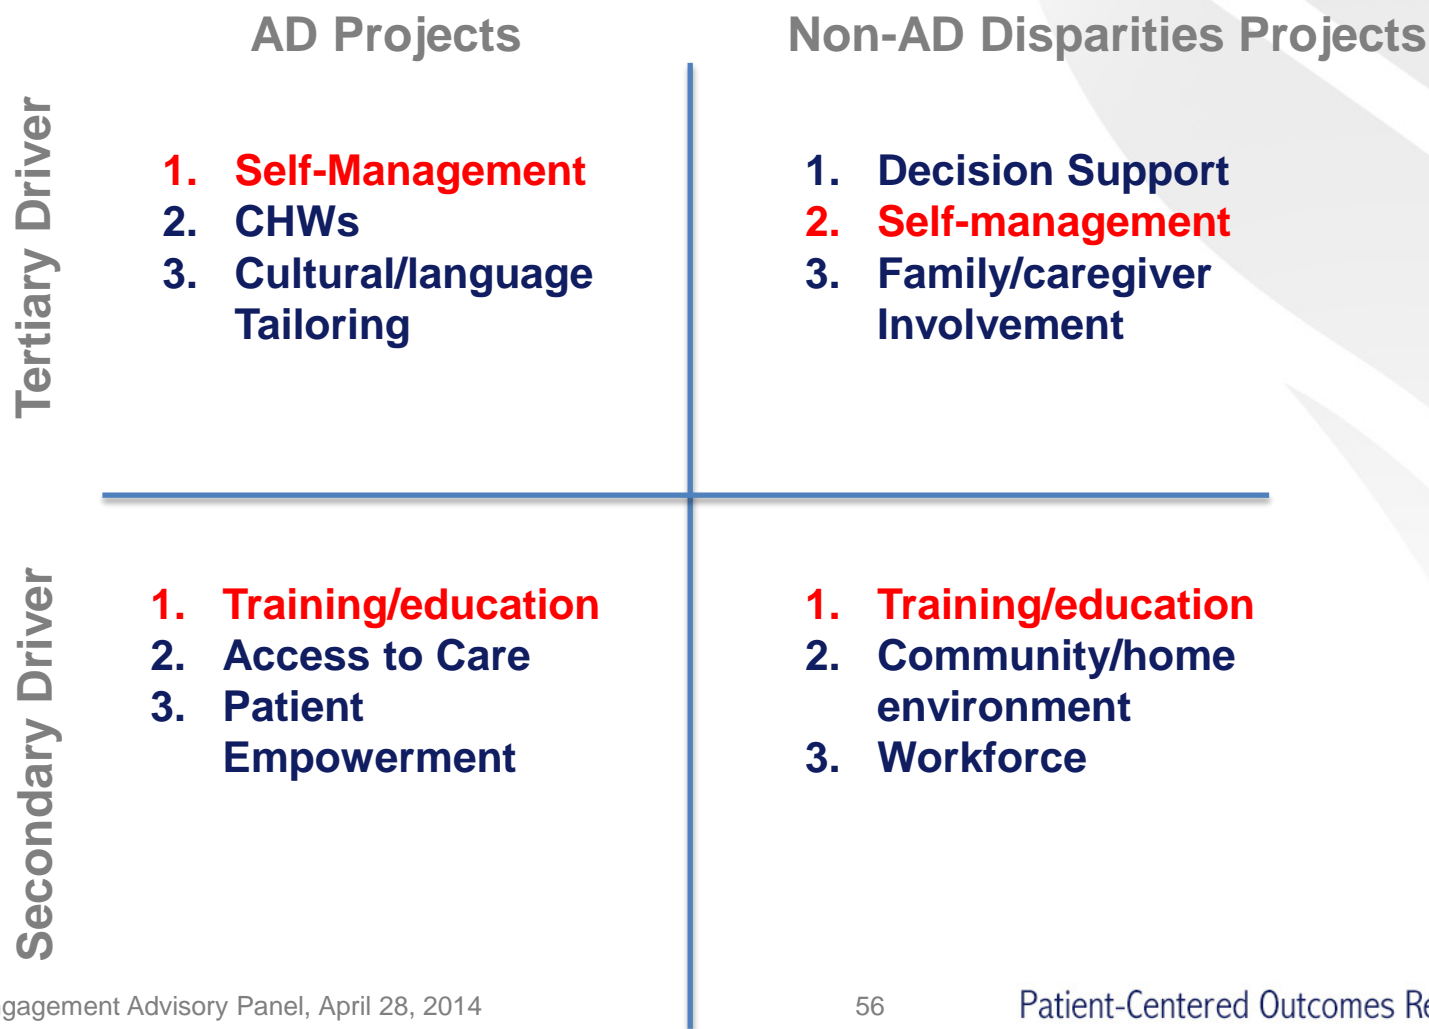 AD Projects
Non-AD Disparities Projects
Tertiary Driver
1. Self-Management
2. CHWs
3. Cultural/language
Tailoring
1. Decision Support
2. Self-management
3. Family/caregiver
Involvement
Secondary Driver
1. Training/education
2. Access to Care
3. Patient
Empowerment
1. Training/education
2. Community/home
environment
3. Workforce
ngagement Advisory Panel, April 28, 2014
56
Patient-Centered Outcomes Re